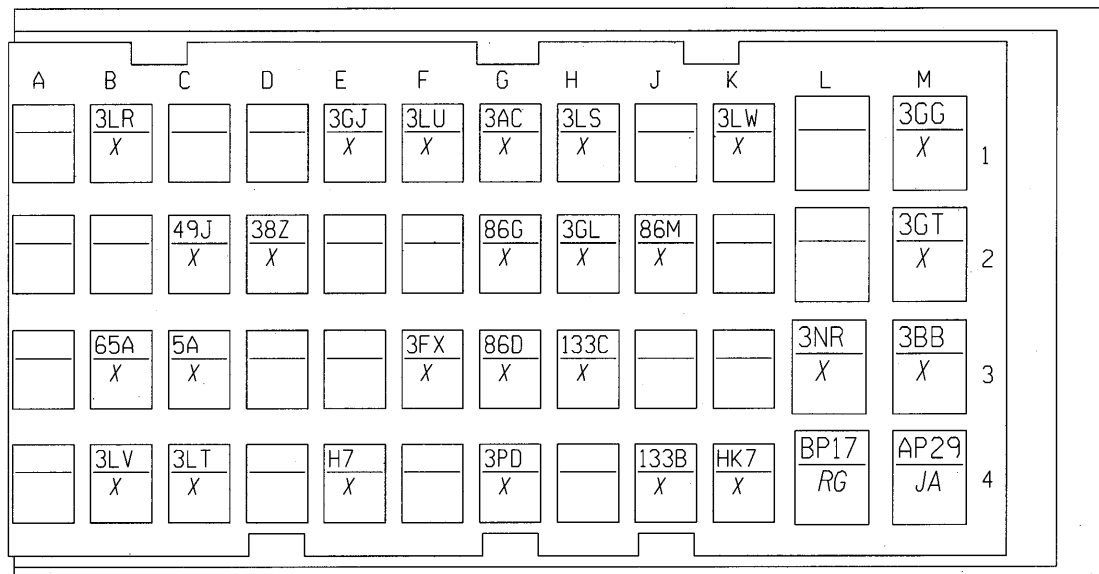 A B C D E F G H J K L M
3LR 3GJ 3LU 3AC 3LS 3LW 3GG
X X X X X X X
1
49J 38Z 86G 3GL 86M 3GT
X X X X X X
2
65A 5A 3FX 86D 133C 3NR 3BB
X X X X X X X
3
3LV 3LT H7 3PD 133B HK7 BP17 AP29
X X X X X X RG JA
4